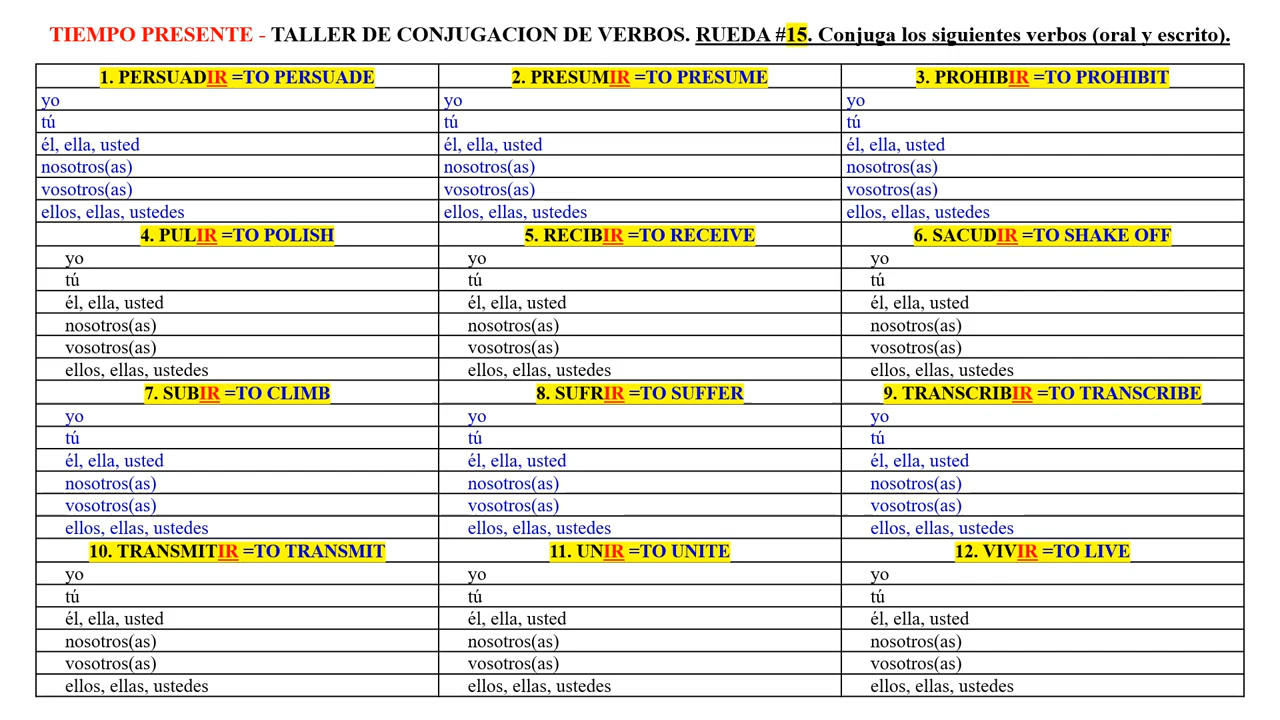 TIEMPO PRESENTE - TALLER DE CONJUGACION DE VERBOS. RUEDA #15. Conjuga los siguientes verbos (oral y escrito).
1. PERSUADIR =TO PERSUADE 2. PRESUMIR =TO PRESUME 3. PROHIBIR =TO PROHIBIT
yo yo yo
tú tú tú
él, ella, usted él, ella, usted él, ella, usted
nosotros(as) nosotros(as) nosotros(as)
vosotros(as) vosotros(as) vosotros(as)
ellos, ellas, ustedes ellos, ellas, ustedes ellos, ellas, ustedes
4. PULIR =TO POLISH 5. RECIBIR =TO RECEIVE 6. SACUDIR =TO SHAKE OFF
yo yo yo
tú tú tú
él, ella, usted él, ella, usted él, ella, usted
nosotros(as) nosotros(as) nosotros(as)
vosotros(as) vosotros(as) vosotros(as)
ellos, ellas, ustedes ellos, ellas, ustedes ellos, ellas, ustedes
7. SUBIR =TO CLIMB 8. SUFRIR =TO SUFFER 9. TRANSCRIBIR =TO TRANSCRIBE
yo yo yo
tú tú tú
él, ella, usted él, ella, usted él, ella, usted
nosotros(as) nosotros(as) nosotros(as)
vosotros(as) vosotros(as) vosotros(as)
ellos, ellas, ustedes ellos, ellas, ustedes ellos, ellas, ustedes
10. TRANSMITIR =TO TRANSMIT 11. UNIR =TO UNITE 12. VIVIR =TO LIVE
yo yo yo
tú tú tú
él, ella, usted él, ella, usted él, ella, usted
nosotros(as) nosotros(as) nosotros(as)
vosotros(as) vosotros(as) vosotros(as)
ellos, ellas, ustedes ellos, ellas, ustedes ellos, ellas, ustedes